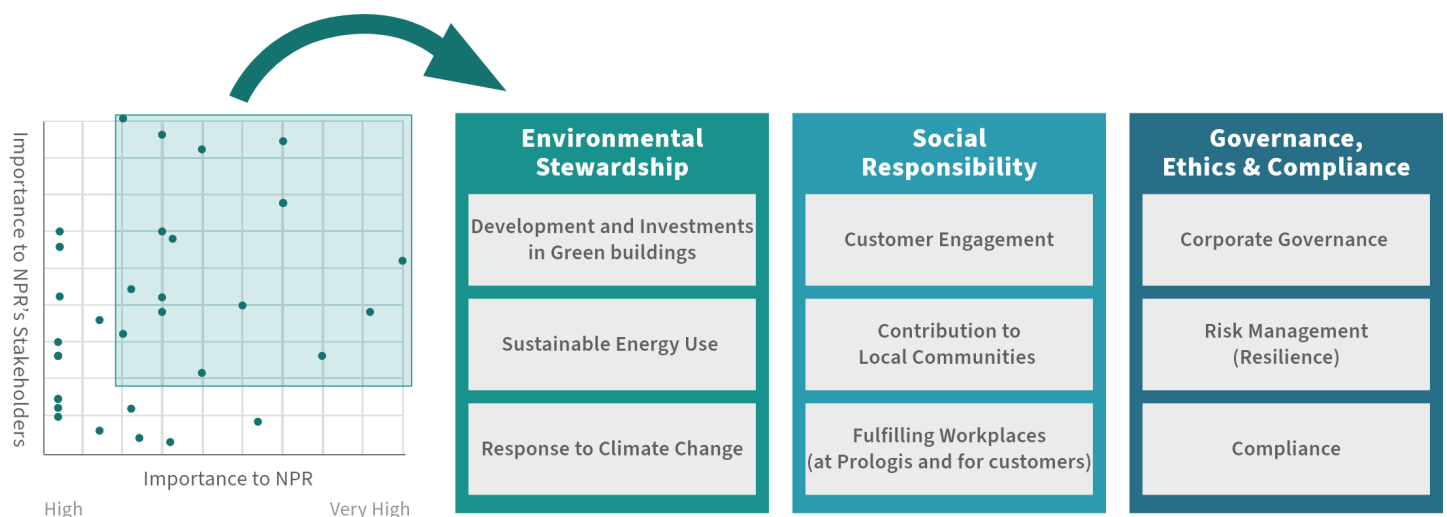 Importance to NPR's Stakeholders
Importance to NPR
High
Very High
Environmental
Stewardship
Development and Investments
in Green buildings
Sustainable Energy Use
Response to Climate Change
Social
Responsibility
Customer Engagement
Contribution to
Local Communities
Fulfilling Workplaces
(at Prologis and for customers)
Governance,
Ethics & Compliance
Corporate Governance
Risk Management
(Resilience)
Compliance